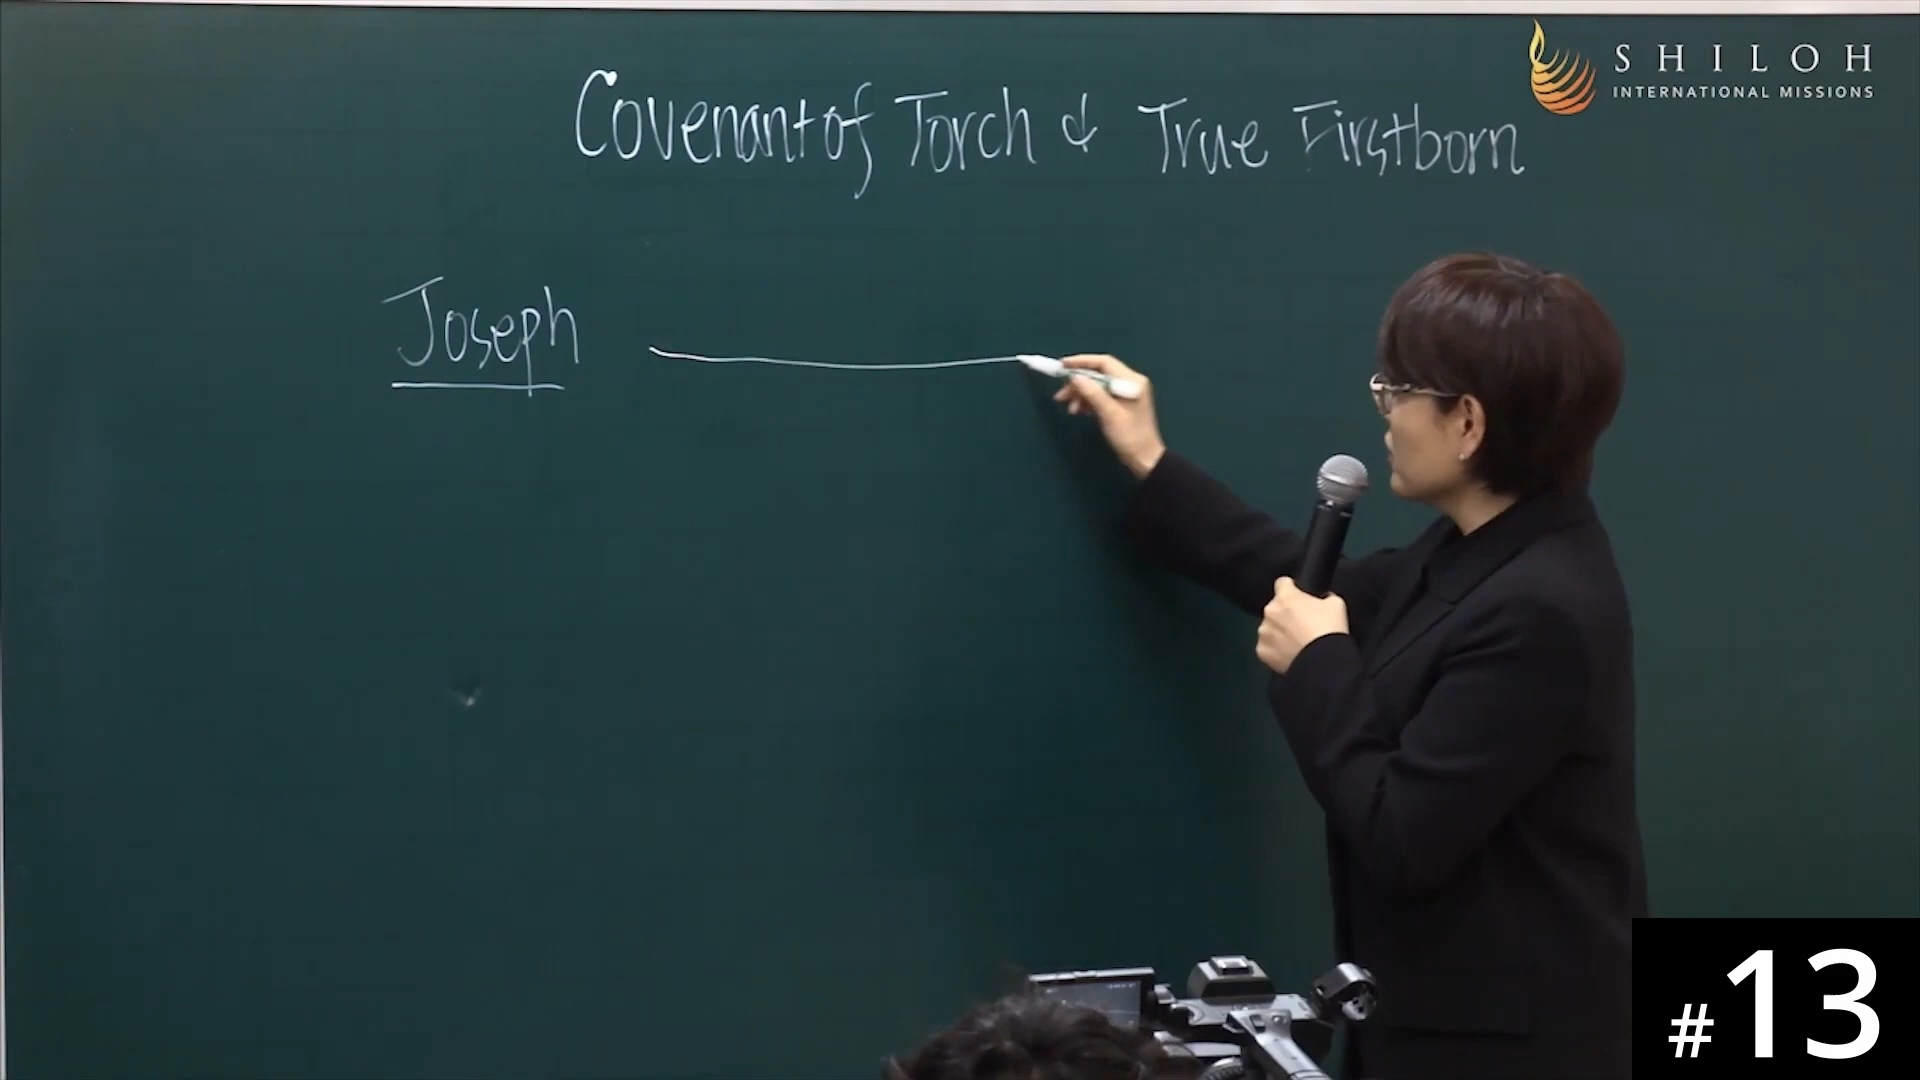 SHILOH
INTERNATIONAL MISSIONS
Covenant of Torch & True Firstborn
Joseph
#13